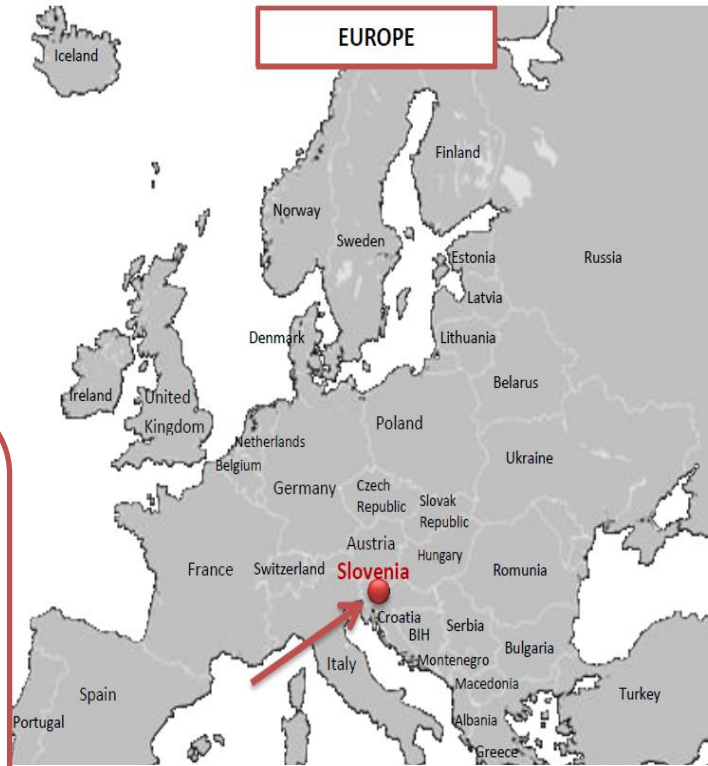 EUROPE
Iceland
Finland
Norway
Sweden
Estonia
Russia
Latvia
Denmark
Lithuania
Belarus
Ireland
United
Kingdom
Poland
Netherlands
Belgium
Ukraine
Germany
Czech
Republic
Slovak
Republic
Austria
Hungary
France
Switzerland
Slovenia
Romunia
Croatia
BIH
Serbia
Bulgaria
Italy
Montenegro
Macedonia
Spain
Turkey
Portugal
Albania
Greece